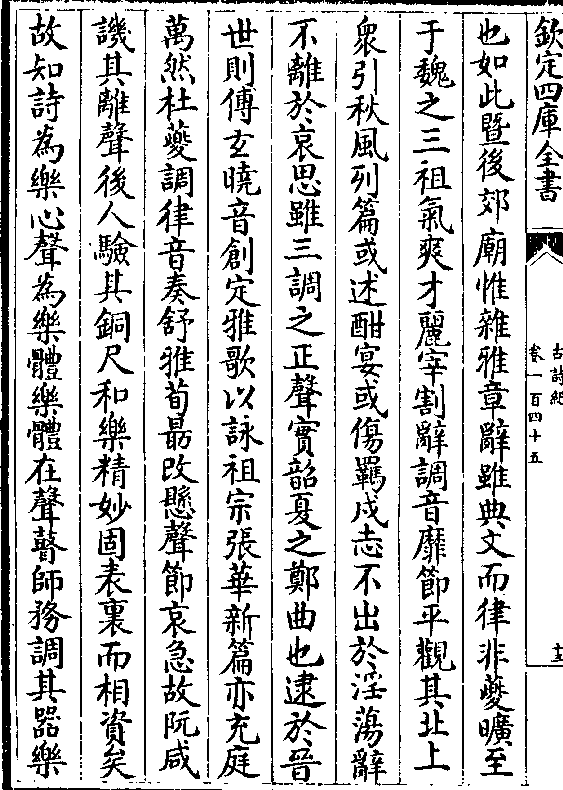 欽定四庫全書
古詩紀
卷一百四十五
十三
也如此暨後郊廟惟雜雅章辭雖典文而律非夔曠至
于魏之三祖氣爽才麗宰割辭調音靡節平觀其北上
衆引秋風列篇或述酣宴或傷羈戍志不出於淫蕩辭
不離於哀思雖三調之正聲實韶夏之鄭曲也逮於晉
世則傅玄曉音創定雅歌以詠祖宗張華新篇亦充庭
萬然杜夔調律音奏舒雅荀勗改懸聲節哀急故阮咸
譏其離聲後人驗其銅尺和樂精妙固表裏而相資矣
故知詩為樂心聲為樂體樂體在聲瞽師務調其器樂